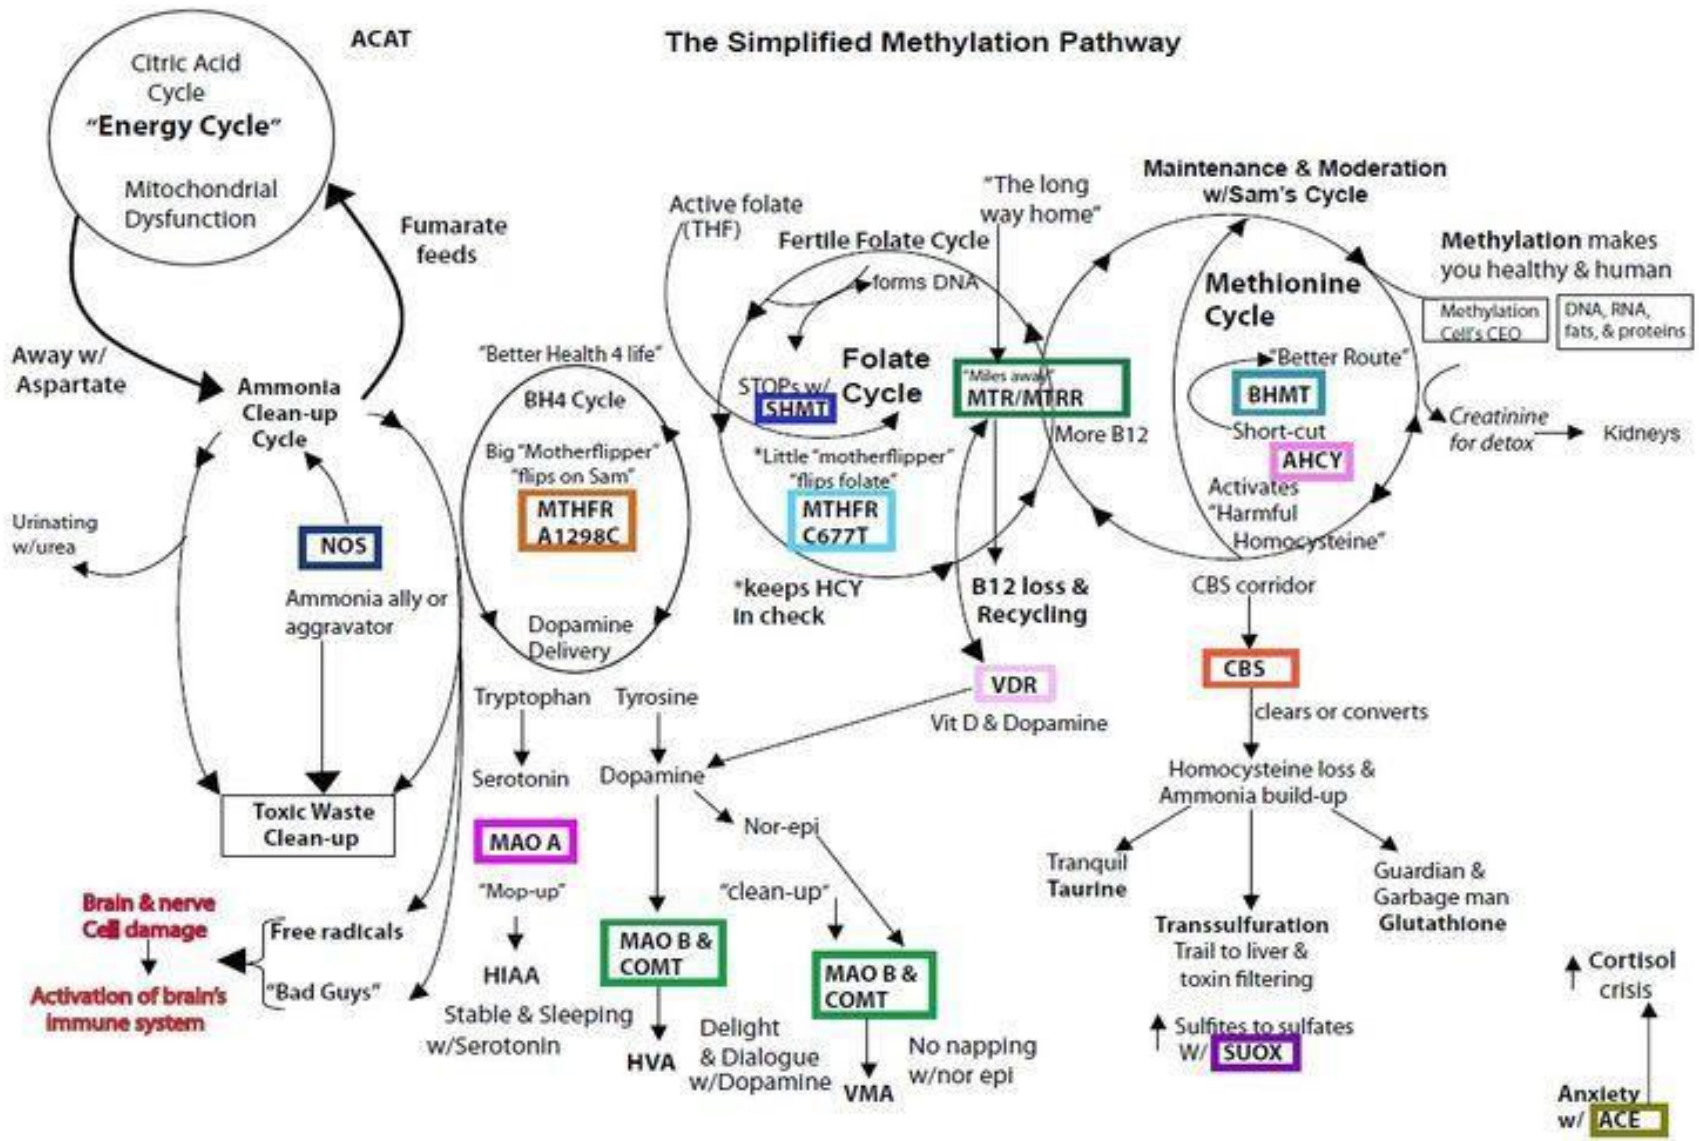 The Simplified Methylation Pathway
ACAT
Citric Acid
Cycle
“Energy Cycle”
Mitochondrial
Dysfunction
Fumarate
feeds
Away w/
Aspartate
Ammonia
Clean-up
Cycle
Urinating
w/urea
NOS
Ammonia ally or
aggravator
Toxic Waste
Clean-up
Brain & nerve
Cell damage
Activation of brain's
immune system
Free radicals
“Bad Guys”
“Better Health 4 life”
BH4 Cycle
Big “Motherflipper”
“flips on Sam”
MTHFR
A1298C
Dopamine
Delivery
Tryptophan
Serotonin
MAO A
“Mop-up”
HIAA
Stable & Sleeping
w/Serotonin
Tyrosine
Dopamine
MAO B &
COMT
HVA
Delight
& Dialogue
w/Dopamine
Nor-epi
“clean-up”
MAO B &
COMT
VMA
No napping
w/nor epi
Active folate
(THF)
Fertile Folate Cycle
forms DNA
Folate
Cycle
STOPs w/
SHMT
*Little “motherflipper”
“flips folate”
MTHFR
C677T
*keeps HCY
In check
“The long
way home”
“Miles away”
MTR/MTRR
More B12
B12 loss &
Recycling
VDR
Vit D & Dopamine
Maintenance & Moderation
w/Sam's Cycle
Methionine
Cycle
“Better Route”
BHMT
Short-cut
AHCY
Activates
“Harmful
Homocysteine”
Methylation makes
you healthy & human
Methylation
Cell's CEO
DNA, RNA,
fats, & proteins
Creatinine
for detox
Kidneys
CBS corridor
CBS
clears or converts
Homocysteine loss &
Ammonia build-up
Tranquil
Taurine
Transsulfuration
Trail to liver &
toxin filtering
Sulfites to sulfates
W/ SUOX
Guardian &
Garbage man
Glutathione
Cortisol
crisis
Anxiety
w/ ACE